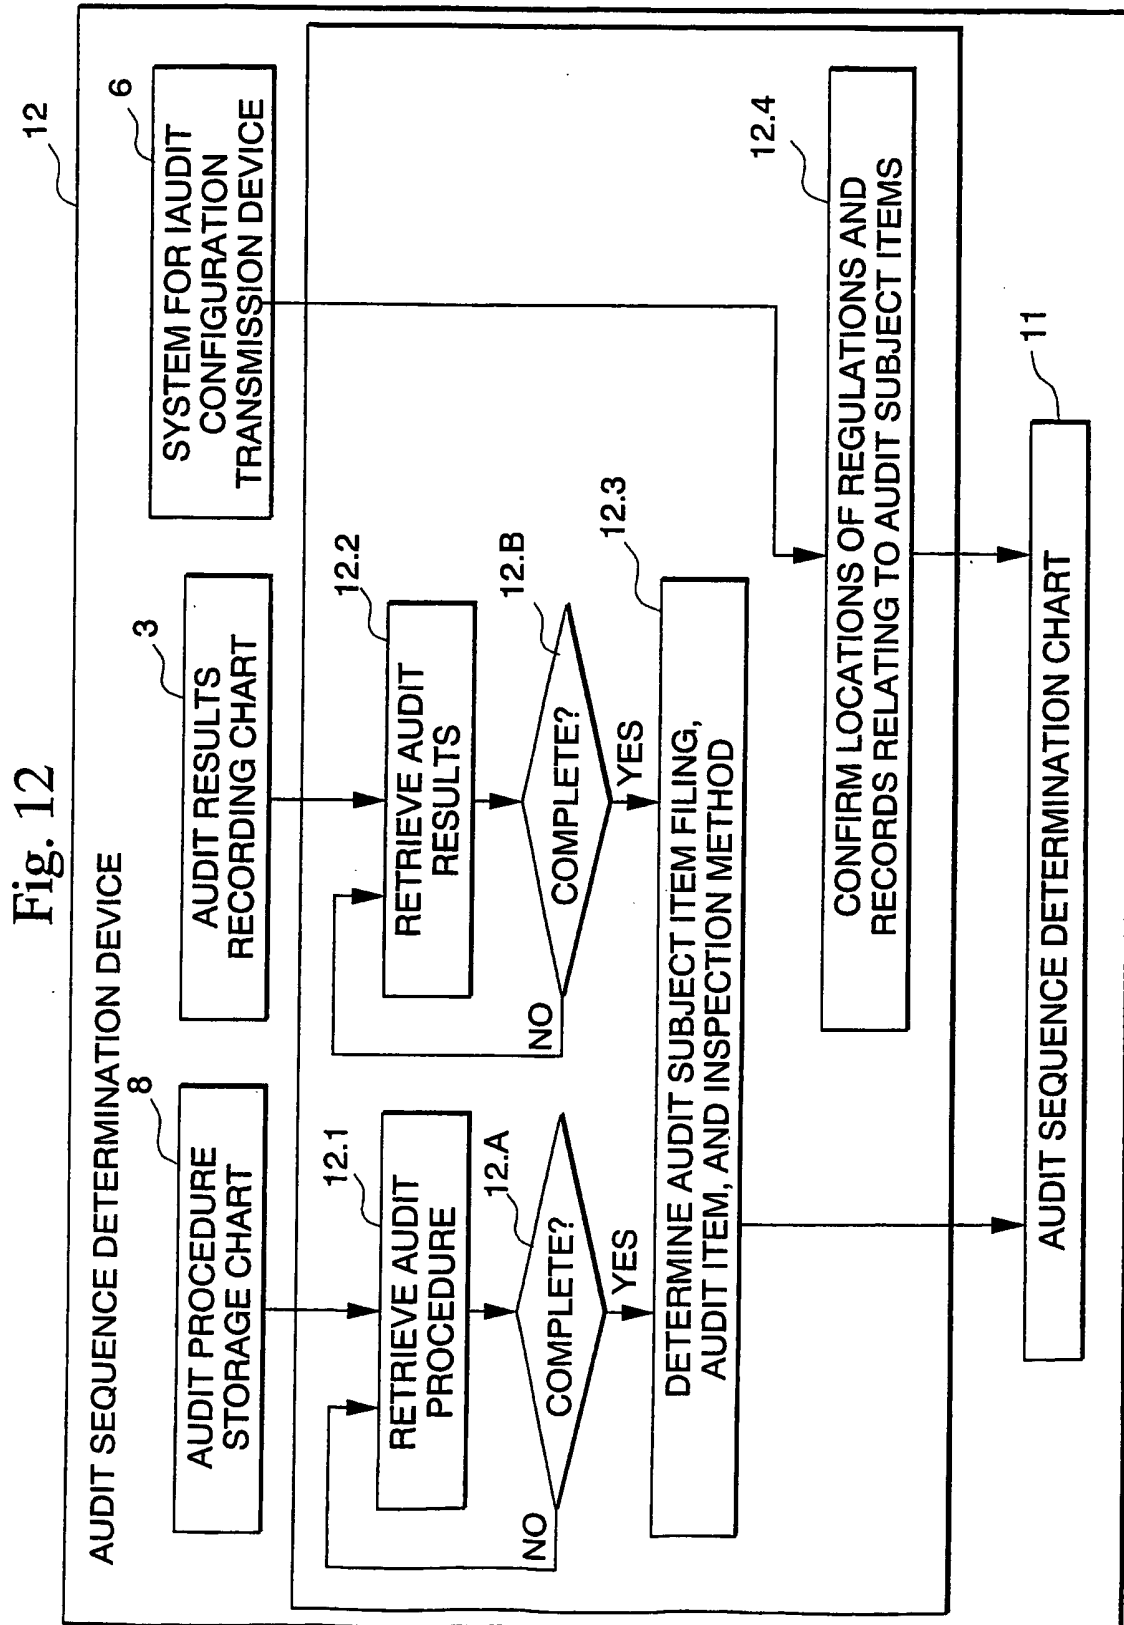 Fig. 12
12
AUDIT SEQUENCE DETERMINATION DEVICE
8
AUDIT PROCEDURE
STORAGE CHART
3
AUDIT RESULTS
RECORDING CHART
6
SYSTEM FOR IAUDIT
CONFIGURATION
TRANSMISSION DEVICE
12.1
RETRIEVE AUDIT
PROCEDURE
12.2
RETRIEVE AUDIT
RESULTS
12.A
COMPLETE?
NO
YES
12.B
COMPLETE?
NO
YES
12.3
DETERMINE AUDIT SUBJECT ITEM FILING,
AUDIT ITEM, AND INSPECTION METHOD
12.4
CONFIRM LOCATIONS OF REGULATIONS AND
RECORDS RELATING TO AUDIT SUBJECT ITEMS
11
AUDIT SEQUENCE DETERMINATION CHART